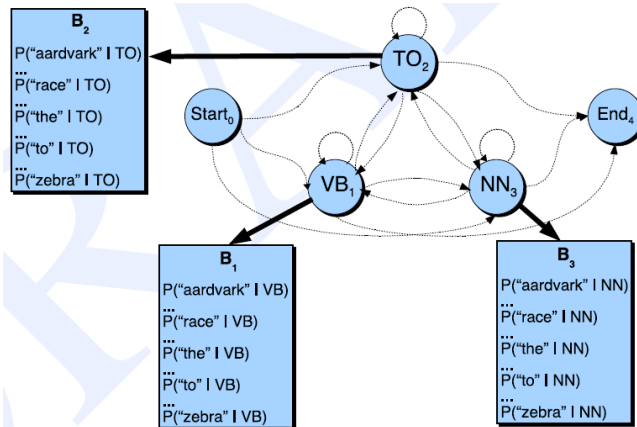 B2
P("aardvark" | TO)
...
P("race" | TO)
...
P("the" | TO)
...
P("to" | TO)
...
P("zebra" | TO)
TO2
Start0
End4
VB1
NN3
B1
P("aardvark" | VB)
...
P("race" | VB)
...
P("the" | VB)
...
P("to" | VB)
...
P("zebra" | VB)
B3
P("aardvark" | NN)
...
P("race" | NN)
...
P("the" | NN)
...
P("to" | NN)
...
P("zebra" | NN)